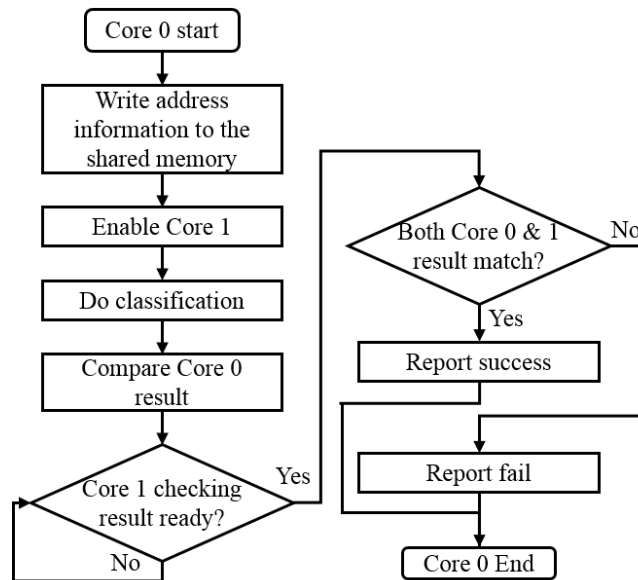 Core 0 start
Write address
information to the
shared memory
Enable Core 1
Do classification
Compare Core 0
result
Core 1 checking
result ready?
Yes
No
Both Core 0 & 1
result match?
No
Yes
Report success
Report fail
Core 0 End